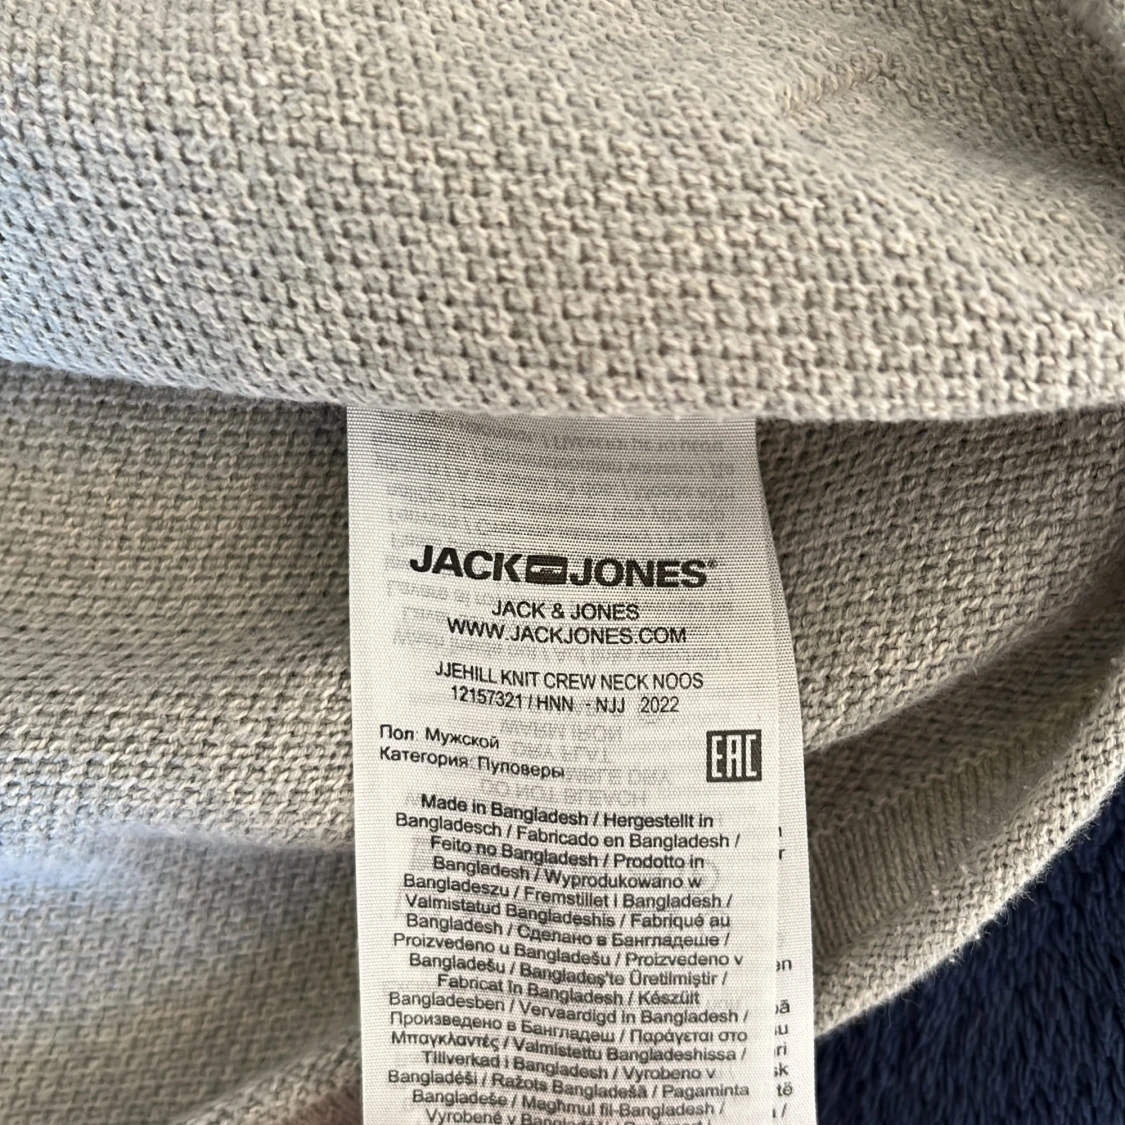 JACK JONES®
JACK & JONES
WWW.JACKJONES.COM
JJEHILL KNIT CREW NECK NOOS
12157321 / HNN - NJJ 2022
Пол: Мужской
Категория: Пуловеры
EAC
Made in Bangladesh / Hergestellt in
Bangladesch / Fabricado en Bangladesh /
Feito no Bangladesh / Prodotto in
Bangladesh / Wyprodukowano w
Bangladeszu / Fremstillet i Bangladesh /
Valmistatud Bangladeshis / Fabriqué au
Bangladesh / Сделано в Бангладеше /
Proizvedeno u Bangladešu / Proizvedeno v
Bangladešu / Bangladeş'te Üretilmiştir /
Fabricat în Bangladesh / Készült
Bangladesben / Vervaardigd in Bangladesh /
Произведено в Бангладеш / Παράγεται στο
Μπαγκλαντές / Valmistettu Bangladeshissa /
Tillverkad i Bangladesh / Vyrobeno v
Bangladéši / Ražots Bangladešā / Pagaminta
Bangladeše / Magħmul fil-Bangladesh /
Vyrobené v Bangladéši /